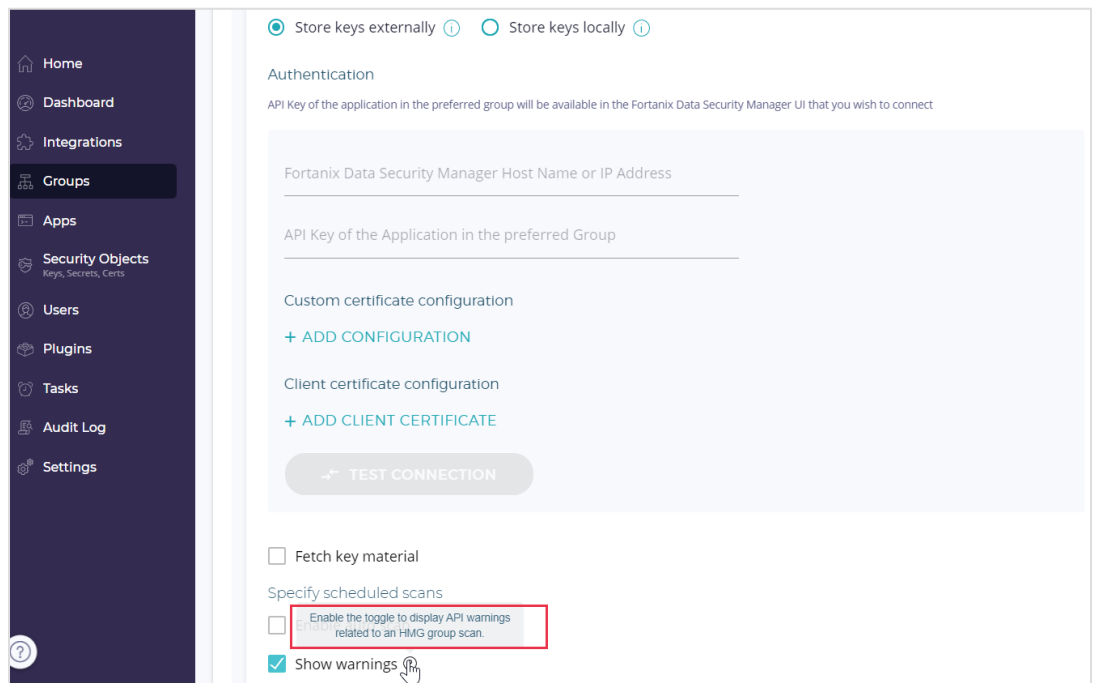 Store keys externally
Store keys locally
Home
Authentication
Dashboard
API Key of the application in the preferred group will be available in the Fortanix Data Security Manager UI that you wish to connect
Integrations
Groups
Fortanix Data Security Manager Host Name or IP Address
Apps
API Key of the Application in the preferred Group
Security Objects
Keys, Secrets, Certs
Users
Custom certificate configuration
+ ADD CONFIGURATION
Plugins
Client certificate configuration
Tasks
+ ADD CLIENT CERTIFICATE
Audit Log
Settings
TEST CONNECTION
Fetch key material
Specify scheduled scans
Enable the toggle to display API warnings
related to an HMG group scan.
?
Show warnings